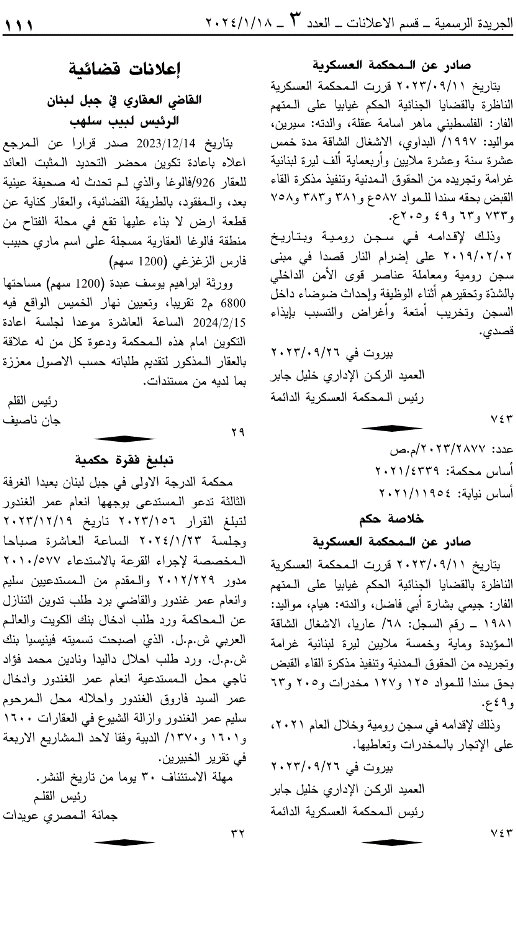 الجريدة الرسمية ــ قسم الاعلانات ــ العدد ٣ ــ ٢٠٢٤/١/١٨
١١١
صادر عن المحكمة العسكرية
بتاريخ ٢٠٢٣/٠٩/١١ قررت المحكمة العسكرية
الناظرة بالقضايا الجنائية الحكم غيابيا على المتهم
الفار: الفلسطيني ماهر اسامة عقلة، والدته: سيرين،
مواليد: ١٩٩٧/ البداوي، الاشغال الشاقة مدة خمس
عشرة سنة وعشرة ملايين وأربعماية ألف ليرة لبنانية
غرامة وتجريده من الحقوق المدنية وتنفيذ مذكرة القاء
القبض بحقه سندا للمواد ٥٨٧ع و٣٨١ و٣٨٣ و٧٥٨
و٧٣٣ و٦٣ و٤٩ و٢٠٥ع.
وذلك لإقدامه في سجن رومية وبتاريخ
٢٠١٩/٠٢/٠٢ على إضرام النار قصدا في مبنى
سجن رومية ومعاملة عناصر قوى الأمن الداخلي
بالشدّة وتحقيرهم أثناء الوظيفة وإحداث ضوضاء داخل
السجن وتخريب أمتعة وأغراض والتسبب بإيذاء
قصدي.
بيروت في ٢٠٢٣/٠٩/٢٦
العميد الركن الإداري خليل جابر
رئيس المحكمة العسكرية الدائمة
٧٤٣
عدد: ٢٠٢٣/٢٨٧٧/م.ص
أساس محكمة: ٢٠٢١/٤٣٣٩
أساس نيابة: ٢٠٢١/١١٩٥٤
خلاصة حكم
صادر عن المحكمة العسكرية
بتاريخ ٢٠٢٣/٠٩/١١ قررت المحكمة العسكرية
الناظرة بالقضايا الجنائية الحكم غيابيا على المتهم
الفار: جيمي بشارة أبي فاضل، والدته: هيام، مواليد:
١٩٨١ ــ رقم السجل: ٦٨/ عاريا، الاشغال الشاقة
المؤبدة وماية وخمسة ملايين ليرة لبنانية غرامة
وتجريده من الحقوق المدنية وتنفيذ مذكرة القاء القبض
بحق سندا للمواد ١٢٥ و١٢٧ مخدرات و٢٠٥ و٦٣
و٤٩ع.
وذلك لإقدامه في سجن رومية وخلال العام ٢٠٢١،
على الإتجار بالمخدرات وتعاطيها.
بيروت في ٢٠٢٣/٠٩/٢٦
العميد الركن الإداري خليل جابر
رئيس المحكمة العسكرية الدائمة
٧٤٣
إعلانات قضائية
القاضي العقاري في جبل لبنان
الرئيس لبيب سلهب
بتاريخ 2023/12/14 صدر قرارا عن المرجع
اعلاه باعادة تكوين محضر التحديد المثبت العائد
للعقار 926/فالوغا والذي لم تحدث له صحيفة عينية
بعد، والمفقود، بالطريقة القضائية، والعقار كناية عن
قطعة ارض لا بناء عليها تقع في محلة الفتاح من
منطقة فالوغا العقارية مسجلة على اسم ماري حبيب
فارس الزغزغي (1200 سهم)
وورثة ابراهيم يوسف عبدة (1200 سهم) مساحتها
6800 م2 تقريبا، وتعيين نهار الخميس الواقع فيه
2024/2/15 الساعة العاشرة موعدا لجلسة اعادة
التكوين امام هذه المحكمة ودعوة كل من له علاقة
بالعقار المذكور لتقديم طلباته حسب الاصول معززة
بما لديه من مستندات.
رئيس القلم
جان ناصيف
٢٩
تبليغ فقرة حكمية
محكمة الدرجة الاولى في جبل لبنان بعبدا الغرفة
الثالثة تدعو المستدعى بوجهها انعام عمر الغندور
لتبلغ القرار ٢٠٢٣/١٥٦ تاريخ ٢٠٢٣/١٢/١٩
وجلسة ٢٠٢٤/١/٢٣ الساعة العاشرة صباحا
المخصصة لإجراء القرعة بالاستدعاء ٢٠١٠/٥٧٧
مدور ٢٠١٢/٢٢٩ والمقدم من المستدعيين سليم
وانعام عمر غندور والقاضي برد طلب تدوين التنازل
عن المحاكمة ورد طلب ادخال بنك الكويت والعالم
العربي ش.م.ل. الذي اصبحت تسميته فينيسيا بنك
ش.م.ل. ورد طلب احلال داليدا ونادين محمد فؤاد
ناجي محل المستدعية انعام عمر الغندور وادخال
عمر السيد فاروق الغندور واحلاله محل المرحوم
سليم عمر الغندور وازالة الشيوع في العقارات ١٦٠٠
و١٦٠١ و١٣٧٠/ الدبية وفقا لاحد المشاريع الاربعة
في تقرير الخبيرين.
مهلة الاستئناف ٣٠ يوما من تاريخ النشر.
رئيس القلم
جمانة المصري عويدات
٣٢